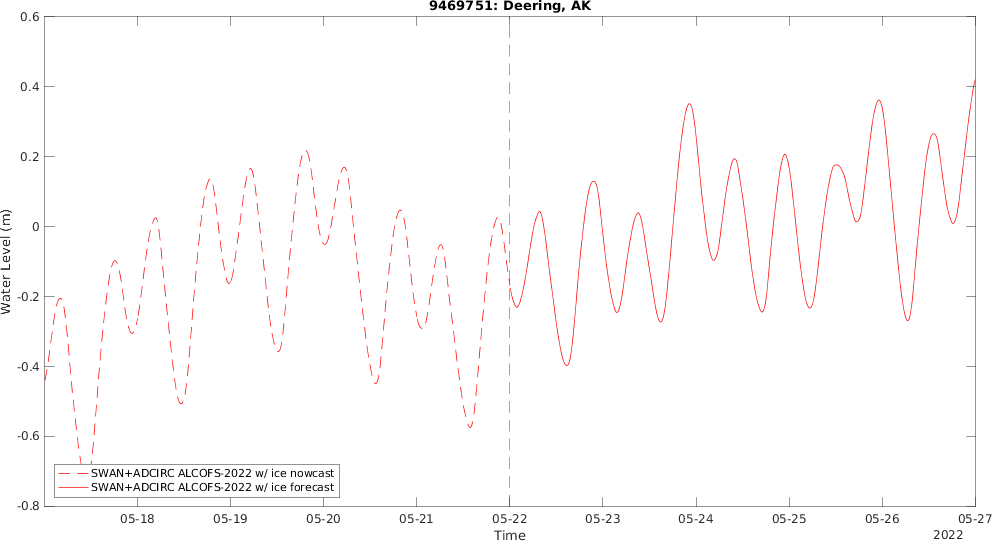 9469751: Deering, AK
0.6
0.4
0.2
0
-0.2
-0.4
-0.6
-0.8
Water Level (m)
SWAN+ADCIRC ALCOFS-2022 w/ ice nowcast
SWAN+ADCIRC ALCOFS-2022 w/ ice forecast
05-18 05-19 05-20 05-21 05-22 05-23 05-24 05-25 05-26 05-27
Time
2022